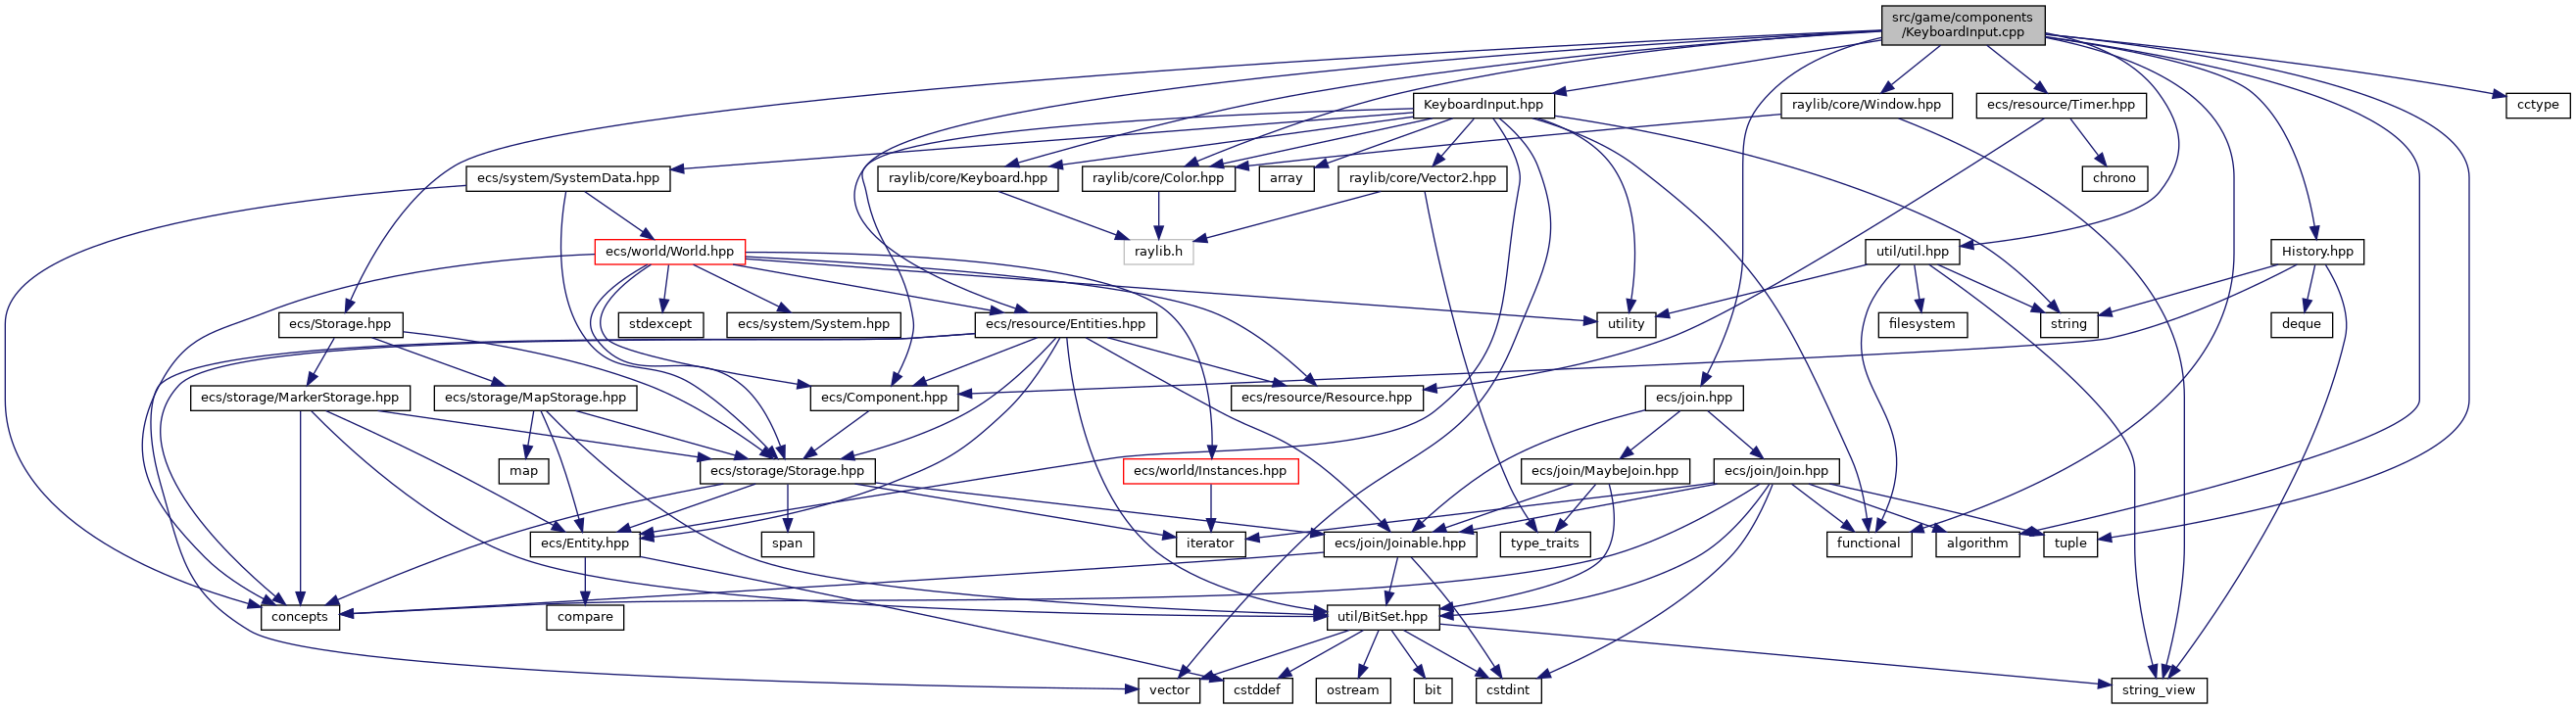 src/game/components
/KeyboardInput.cpp
KeyboardInput.hpp
raylib/core/Window.hpp
ecs/resource/Timer.hpp
cctype
ecs/system/SystemData.hpp
raylib/core/Keyboard.hpp
raylib/core/Color.hpp
array
raylib/core/Vector2.hpp
chrono
ecs/world/World.hpp
raylib.h
util/util.hpp
History.hpp
ecs/Storage.hpp
stdexcept
ecs/system/System.hpp
ecs/resource/Entities.hpp
utility
filesystem
string
deque
ecs/storage/MarkerStorage.hpp
ecs/storage/MapStorage.hpp
ecs/Component.hpp
ecs/resource/Resource.hpp
ecs/join.hpp
map
ecs/storage/Storage.hpp
ecs/world/Instances.hpp
ecs/join/MaybeJoin.hpp
ecs/join/Join.hpp
ecs/Entity.hpp
span
iterator
ecs/join/Joinable.hpp
type_traits
functional
algorithm
tuple
concepts
compare
util/BitSet.hpp
vector
cstddef
ostream
bit
cstdint
string_view